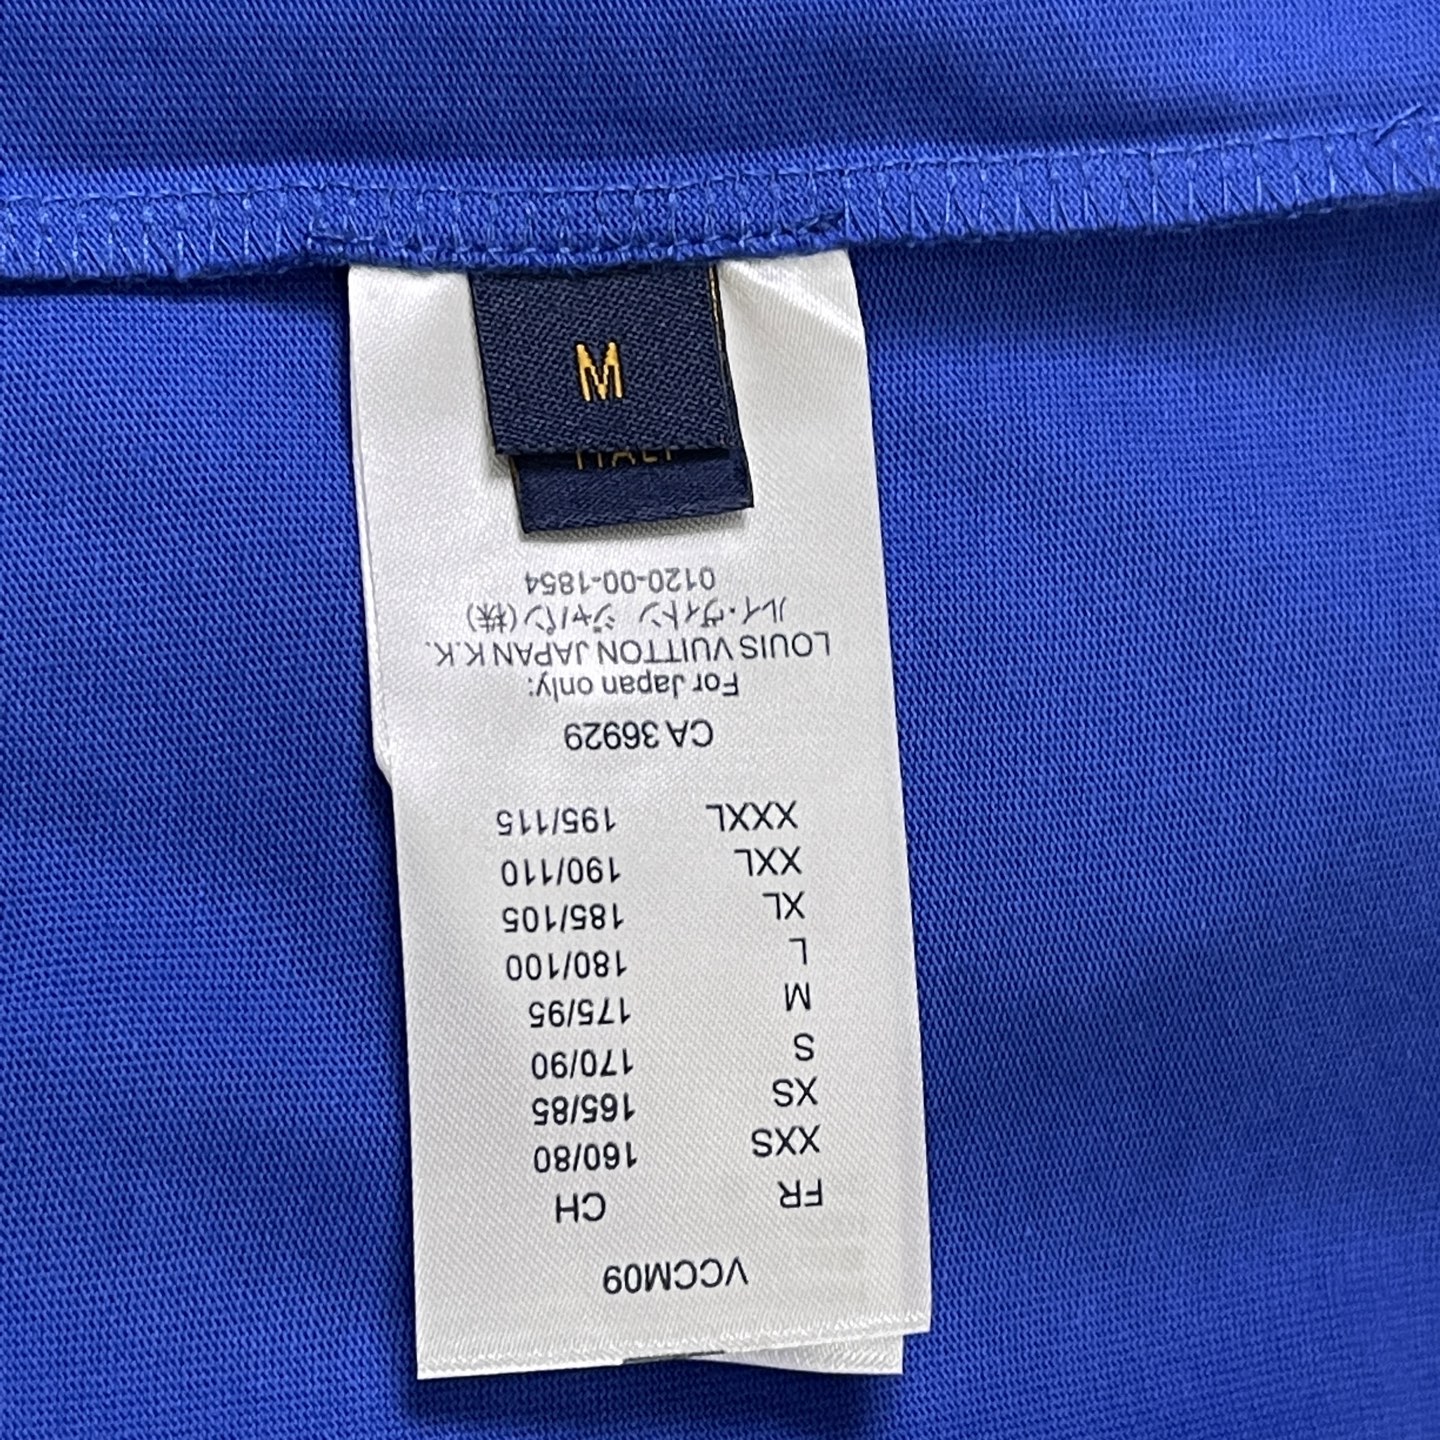 M
ITALY
VCCM09
FR CH
XXS 160/80
XS 165/85
S 170/90
M 175/95
L 180/100
XL 185/105
XXL 190/110
XXXL 195/115
CA 36929
For Japan only:
LOUIS VUITTON JAPAN K.K.
ルイ・ヴィトン ジャパン(株)
0120-00-1854